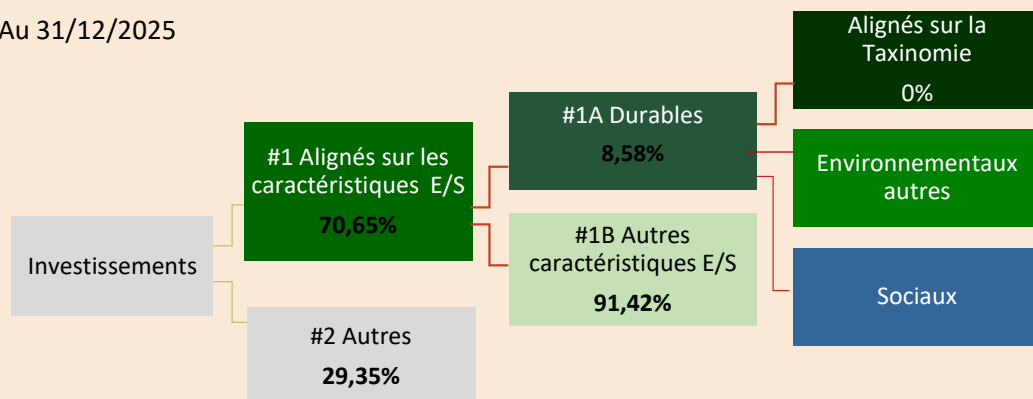 Au 31/12/2025
Investissements
#1 Alignés sur les
caractéristiques E/S
70,65%
#2 Autres
29,35%
#1A Durables
8,58%
#1B Autres
caractéristiques E/S
91,42%
Alignés sur la
Taxinomie
0%
Environnementaux
autres
Sociaux